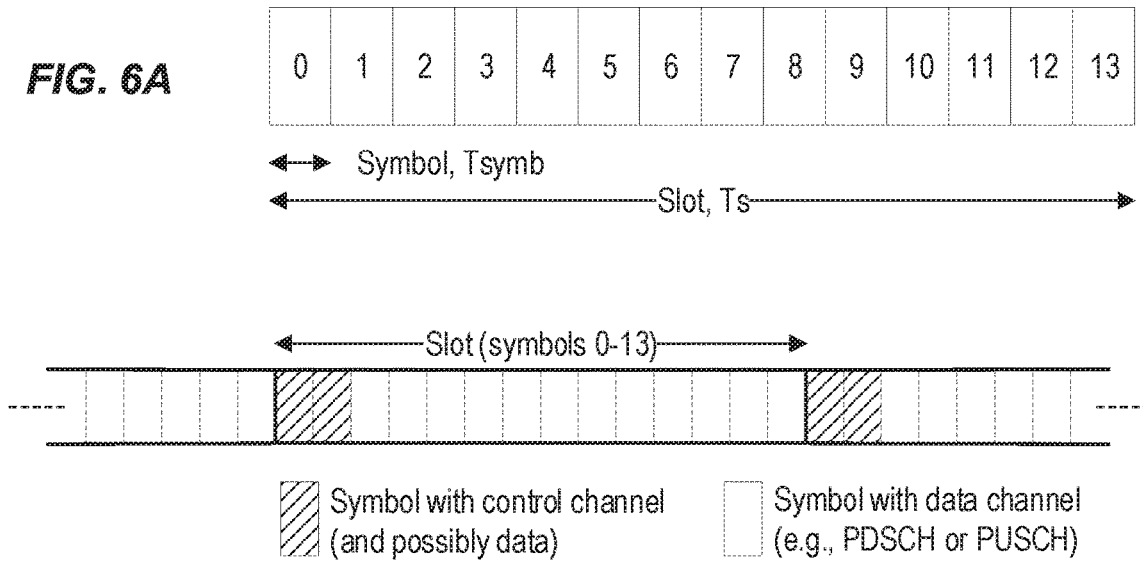 FIG. 6A
0 1 2 3 4 5 6 7 8 9 10 11 12 13
Symbol, Tsymb
Slot, Ts
Slot (symbols 0-13)
Symbol with control channel
(and possibly data)
Symbol with data channel
(e.g., PDSCH or PUSCH)